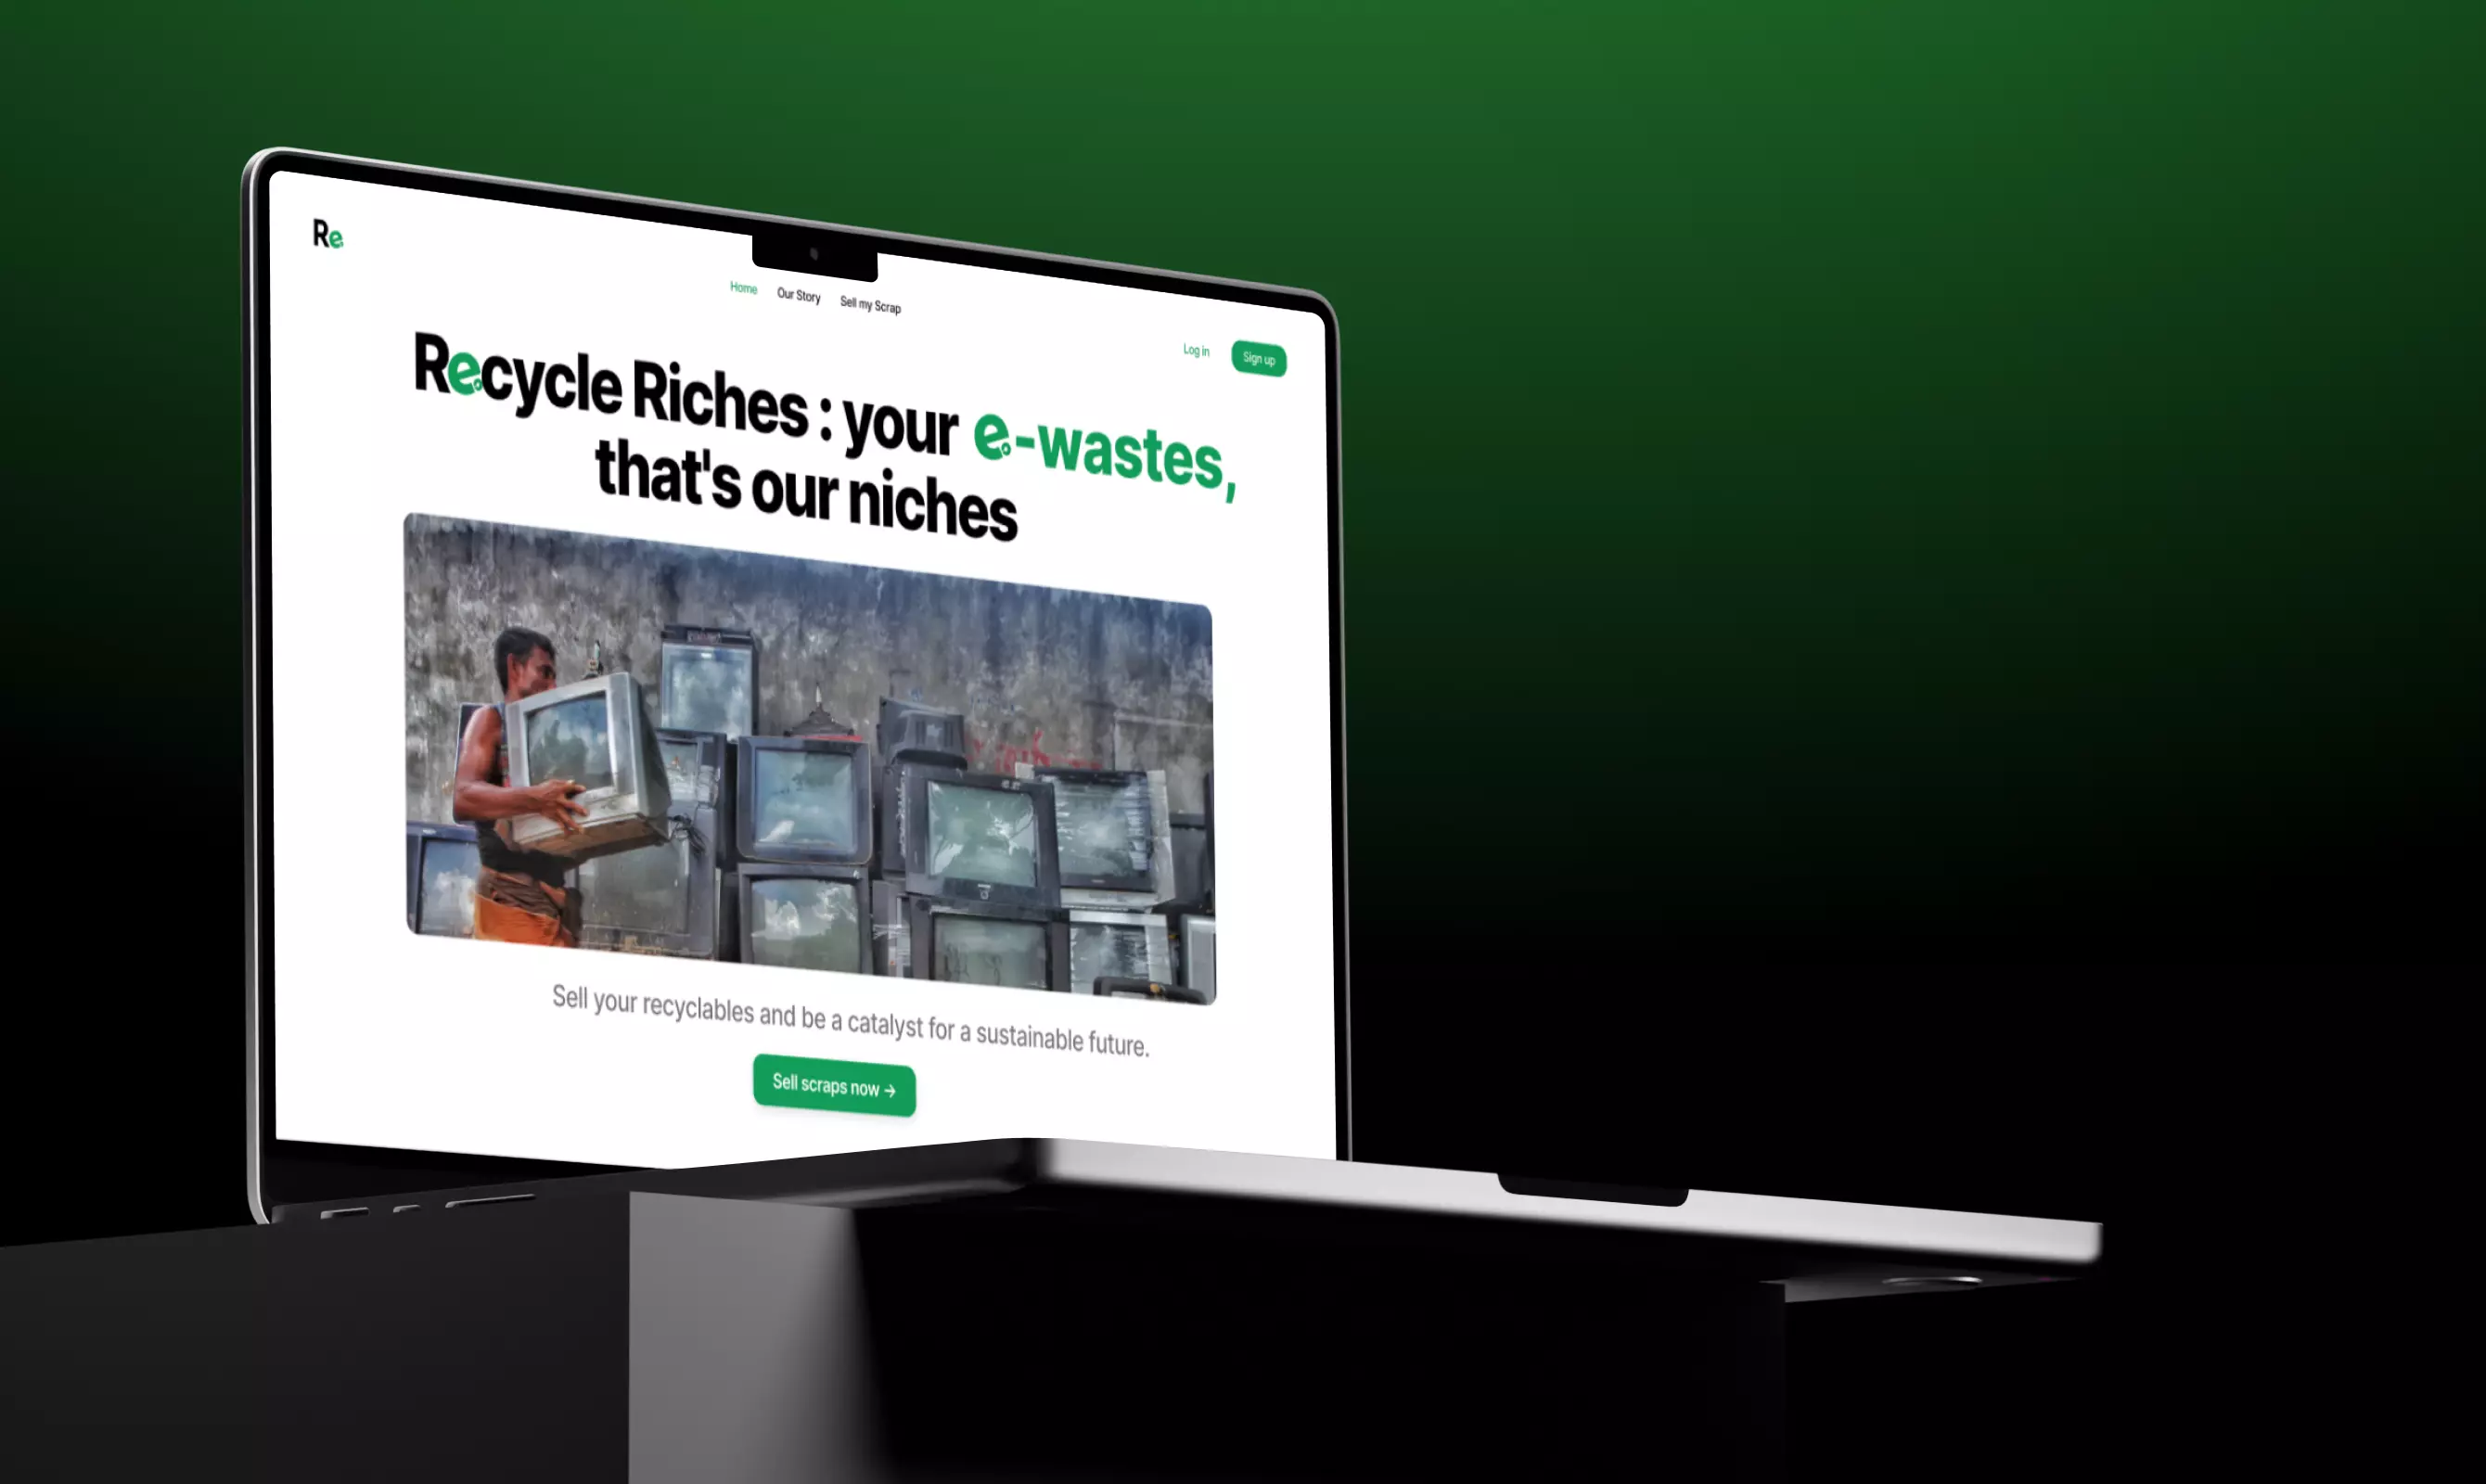 Re
Home Our Story Sell my Scrap
Log in Sign up
Recycle Riches : your e-wastes,
that's our niches
Sell your recyclables and be a catalyst for a sustainable future.
Sell scraps now →